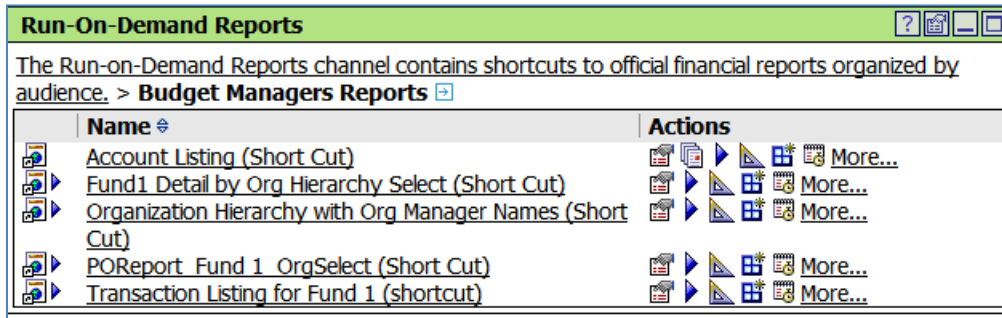 Run-On-Demand Reports ?
The Run-on-Demand Reports channel contains shortcuts to official financial reports organized by
audience. > Budget Managers Reports
Name Actions
Account Listing (Short Cut) More...
Fund1 Detail by Org Hierarchy Select (Short Cut) More...
Organization Hierarchy with Org Manager Names (Short More...
Cut)
POReport_Fund 1_OrgSelect (Short Cut) More...
Transaction Listing for Fund 1 (shortcut) More...